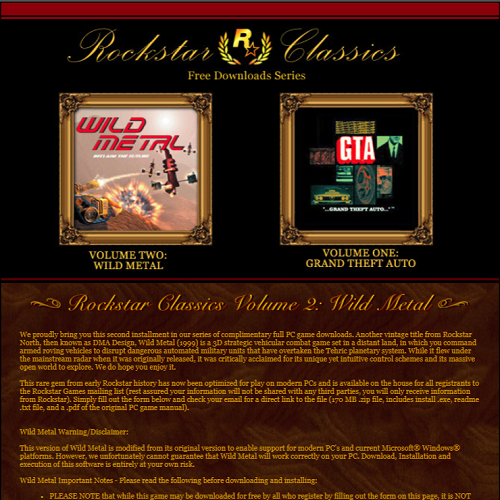 Rockstar Classics
R
Free Downloads Series
WILD
METAL
RECLAIM THE FUTURE
GTA
"...GRAND THEFT AUTO..."
VOLUME TWO:
WILD METAL
VOLUME ONE:
GRAND THEFT AUTO
Rockstar Classics Volume 2: Wild Metal
We proudly bring you this second installment in our series of complimentary full PC game downloads. Another vintage title from Rockstar
North, then known as DMA Design, Wild Metal (1999) is a 3D strategic vehicular combat game set in a distant land, in which you command
armed roving vehicles to disrupt dangerous automated military units that have overtaken the Tehric planetary system. While it flew under
the mainstream radar when it was originally released, it was critically acclaimed for its unique yet intuitive control schemes and its massive
open world to explore. We do hope you enjoy it.
This rare gem from early Rockstar history has now been optimized for play on modern PCs and is available on the house for all registrants to
the Rockstar Games mailing list (rest assured your information will not be shared with any third parties, you will only receive information
from Rockstar). Simply fill out the form below and check your email for a direct link to the file (170 MB .zip file, includes install .exe, readme
.txt file, and a .pdf of the original PC game manual).
Wild Metal Warning/Disclaimer:
This version of Wild Metal is modified from its original version to enable support for modern PC's and current Microsoft® Windows®
platforms. However, we unfortunately cannot guarantee that Wild Metal will work correctly on your PC. Download, Installation and
execution of this software is entirely at your own risk.
Wild Metal Important Notes - Please read the following before downloading and installing:
• PLEASE NOTE that while this game may be downloaded for free by all who register by filling out the form on this page, it is NOT